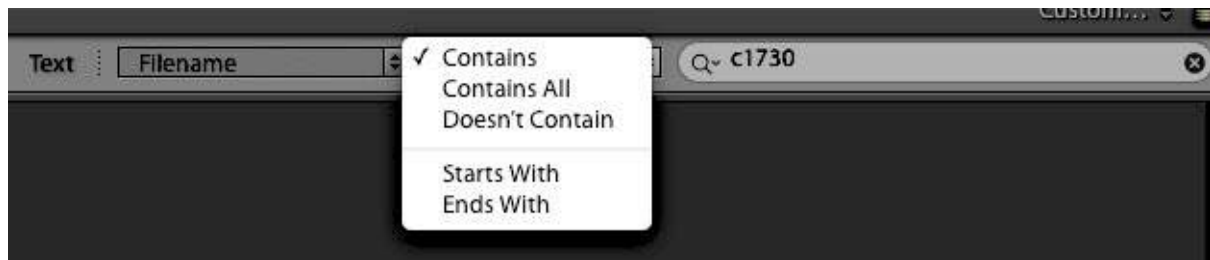 Custom...
Text Filename c1730
✓ Contains
Contains All
Doesn't Contain
Starts With
Ends With